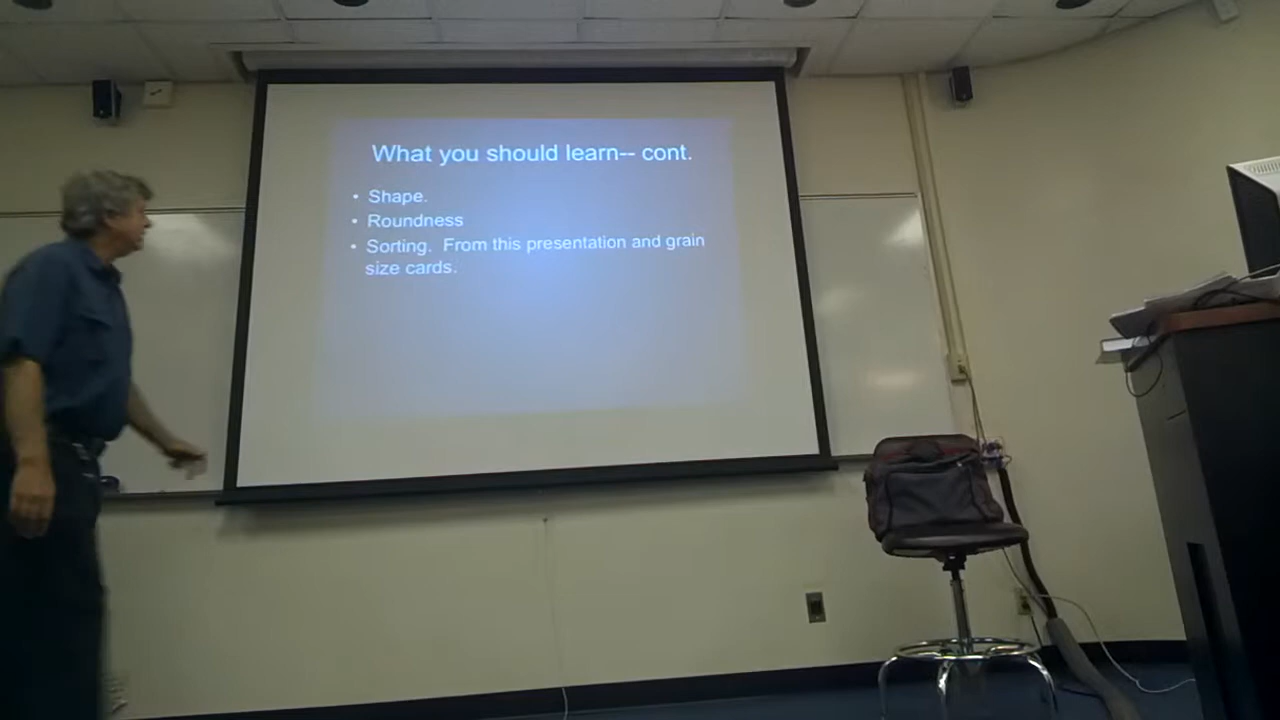 What you should learn-- cont.
• Shape.
• Roundness
• Sorting. From this presentation and grain
size cards.